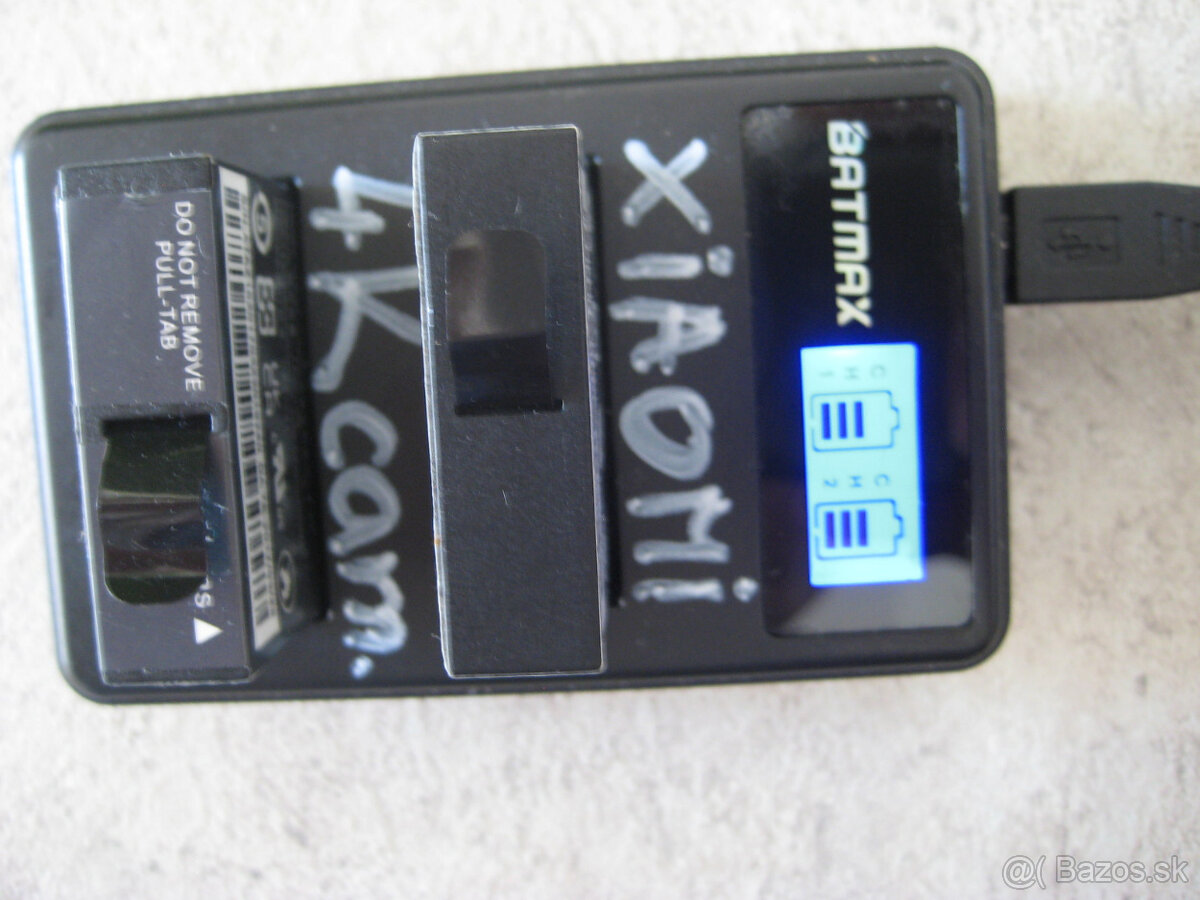 BATMAX
CH1
CH2
XiAOMi
4K cam.
DO NOT REMOVE
PULL-TAB
@( Bazos.sk